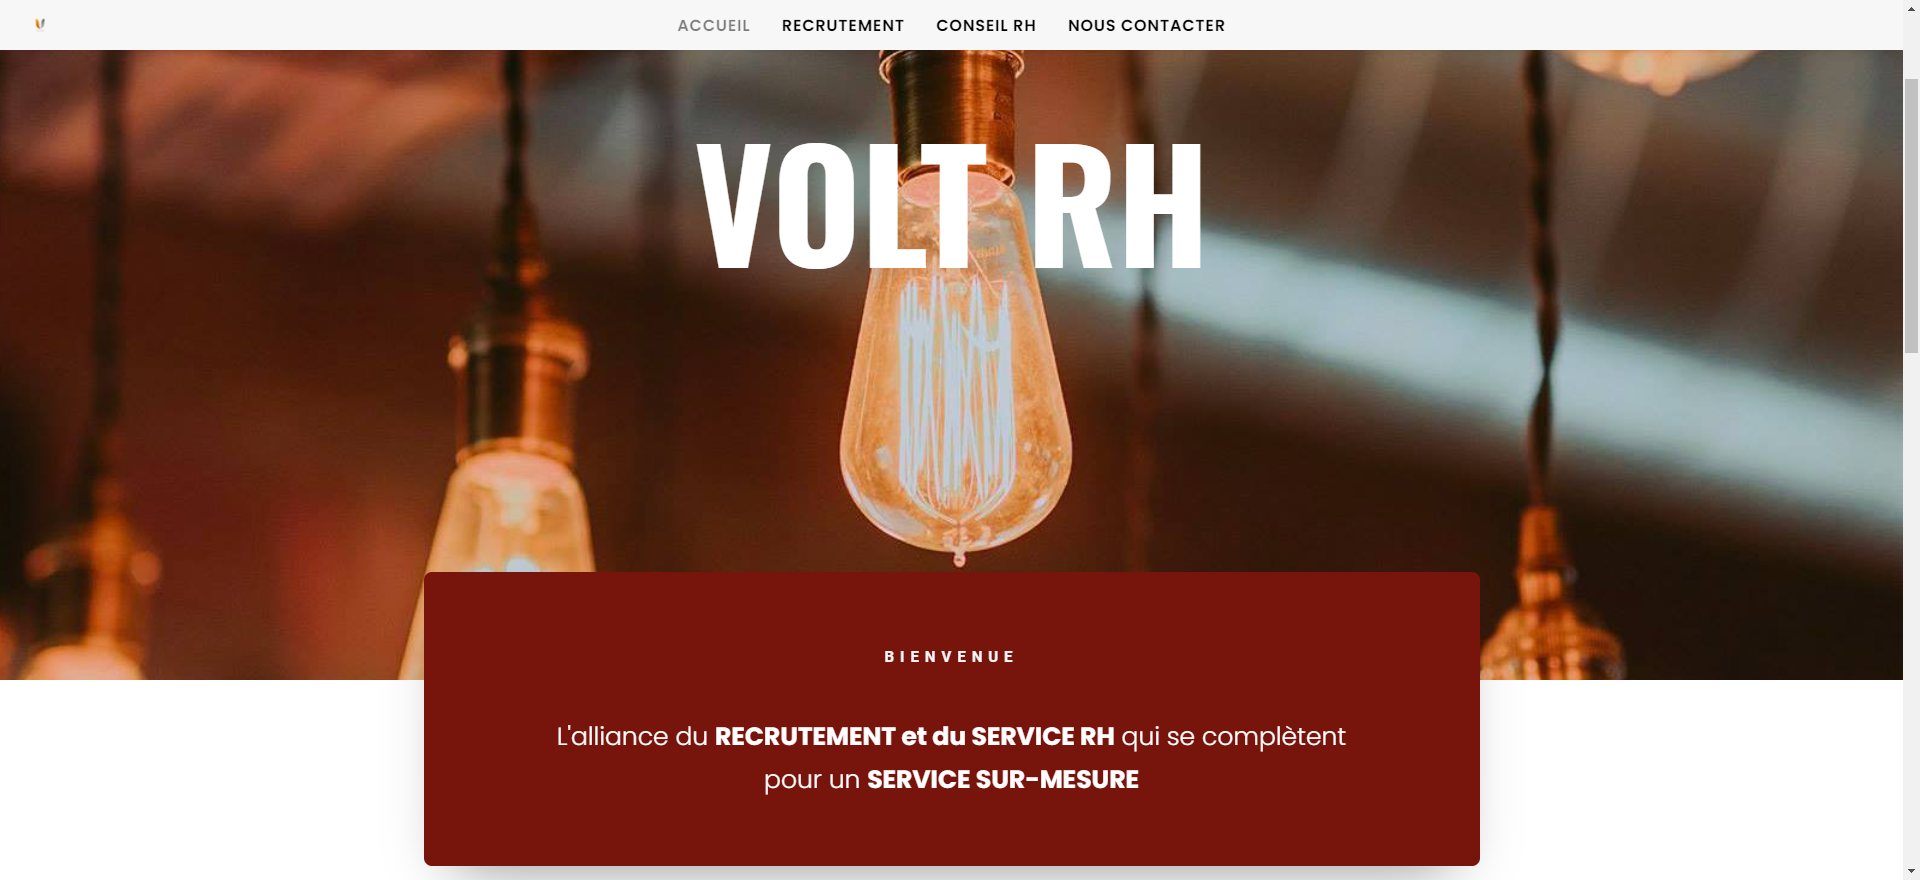 ACCUEIL RECRUTEMENT CONSEIL RH NOUS CONTACTER
VOLT RH
BIENVENUE
L'alliance du RECRUTEMENT et du SERVICE RH qui se complètent
pour un SERVICE SUR-MESURE